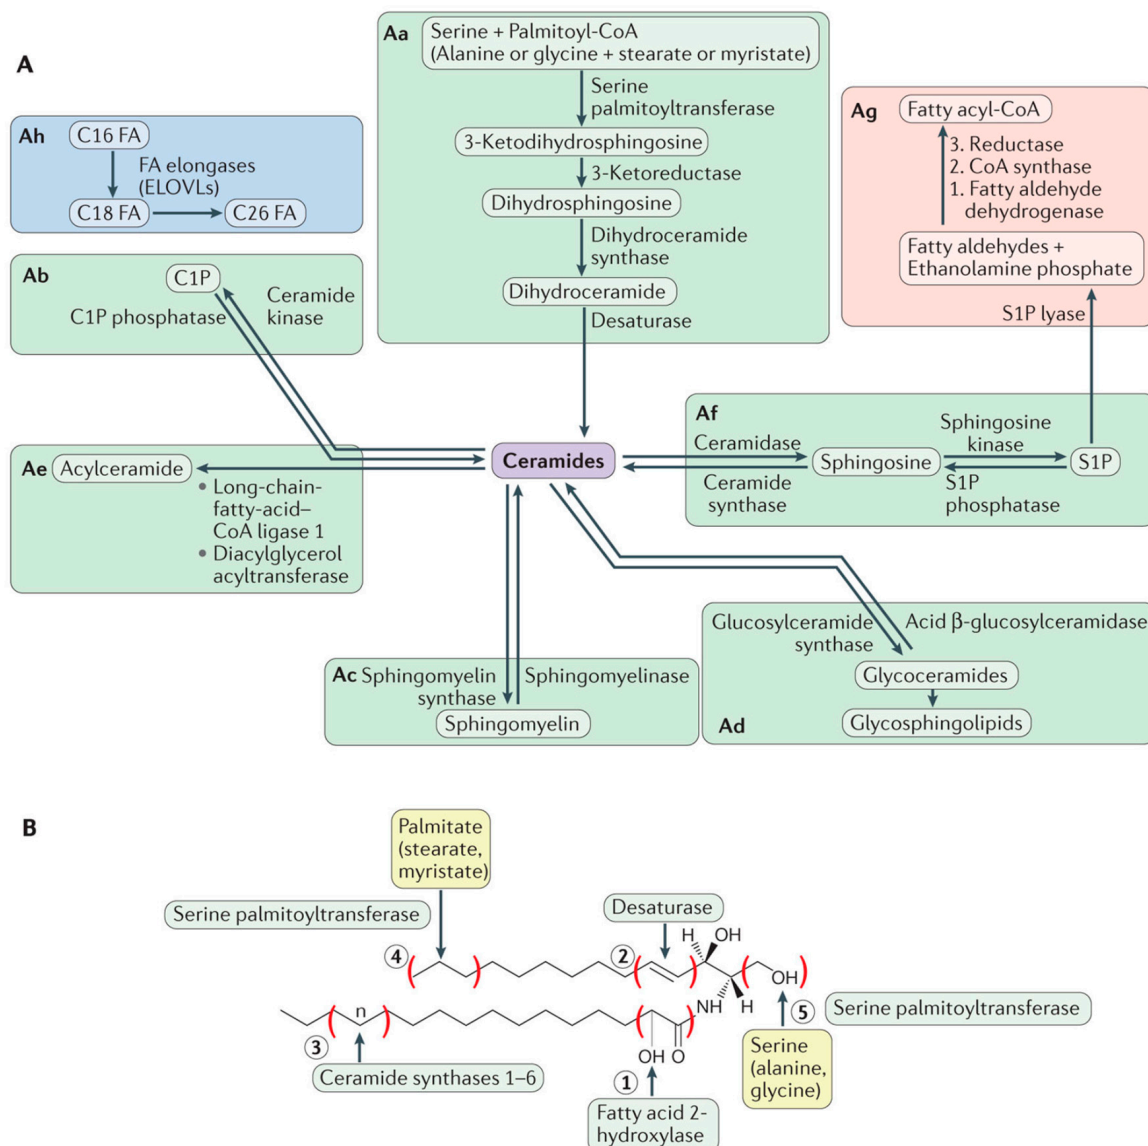 A
Aa
Serine + Palmitoyl-CoA
(Alanine or glycine + stearate or myristate)
Serine
palmitoyltransferase
3-Ketodihydrosphingosine
3-Ketoreductase
Dihydrosphingosine
Dihydroceramide
synthase
Dihydroceramide
Desaturase
Ag
Fatty acyl-CoA
3. Reductase
2. CoA synthase
1. Fatty aldehyde
dehydrogenase
Fatty aldehydes +
Ethanolamine phosphate
S1P lyase
Ah
C16 FA
FA elongases
(ELOVLs)
C18 FA
C26 FA
Ab
C1P
C1P phosphatase
Ceramide
kinase
Ae
Acylceramide
• Long-chain-
fatty-acid–
CoA ligase 1
• Diacylglycerol
acyltransferase
Ceramides
Af
Ceramidase
Ceramide
synthase
Sphingosine
Sphingosine
kinase
S1P
phosphatase
S1P
Ac
Sphingomyelin
synthase
Sphingomyelinase
Sphingomyelin
Glucosylceramide
synthase
Acid β-glucosylceramidase
Glycoceramides
Glycosphingolipids
Ad
B
Palmitate
(stearate,
myristate)
Serine palmitoyltransferase
Desaturase
4
2
H
OH
OH
NH
H
5
Serine palmitoyltransferase
n
3
OH
O
1
Ceramide synthases 1–6
Fatty acid 2-
hydroxylase
Serine
(alanine,
glycine)